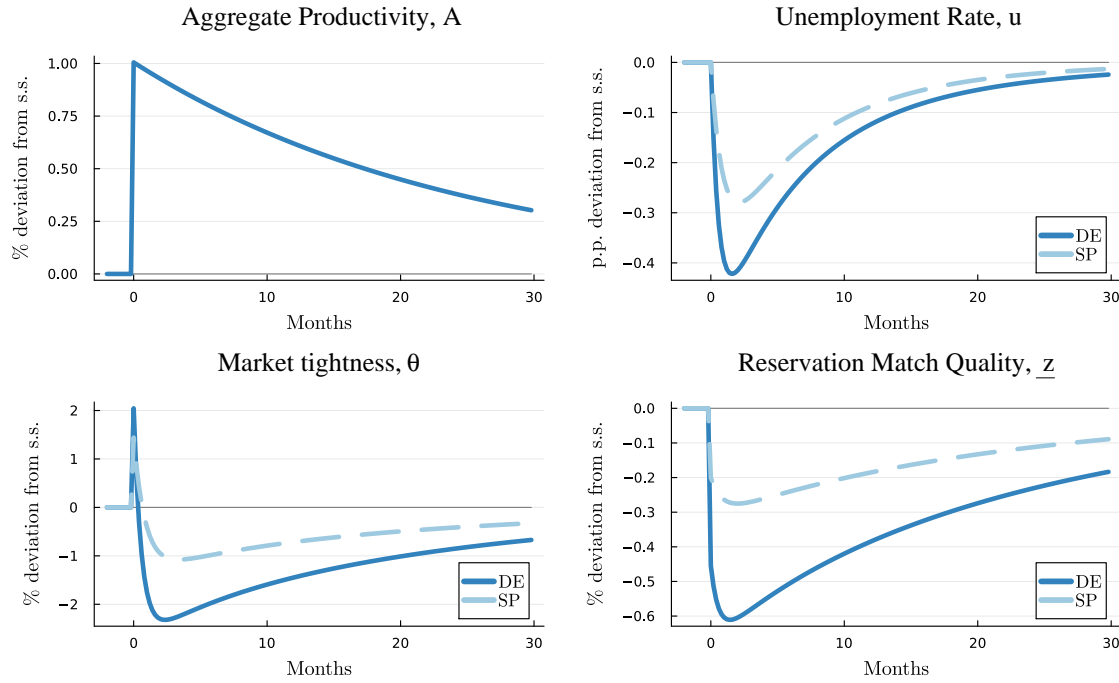 Aggregate Productivity, A
% deviation from s.s.
1.00
0.75
0.50
0.25
0.00
0
10
20
30
Months
Unemployment Rate, u
p.p. deviation from s.s.
0.0
−0.1
−0.2
−0.3
−0.4
DE
SP
0
10
20
30
Months
Market tightness, θ
% deviation from s.s.
2
1
0
−1
−2
DE
SP
0
10
20
30
Months
Reservation Match Quality, z
% deviation from s.s.
0.0
−0.1
−0.2
−0.3
−0.4
−0.5
−0.6
DE
SP
0
10
20
30
Months